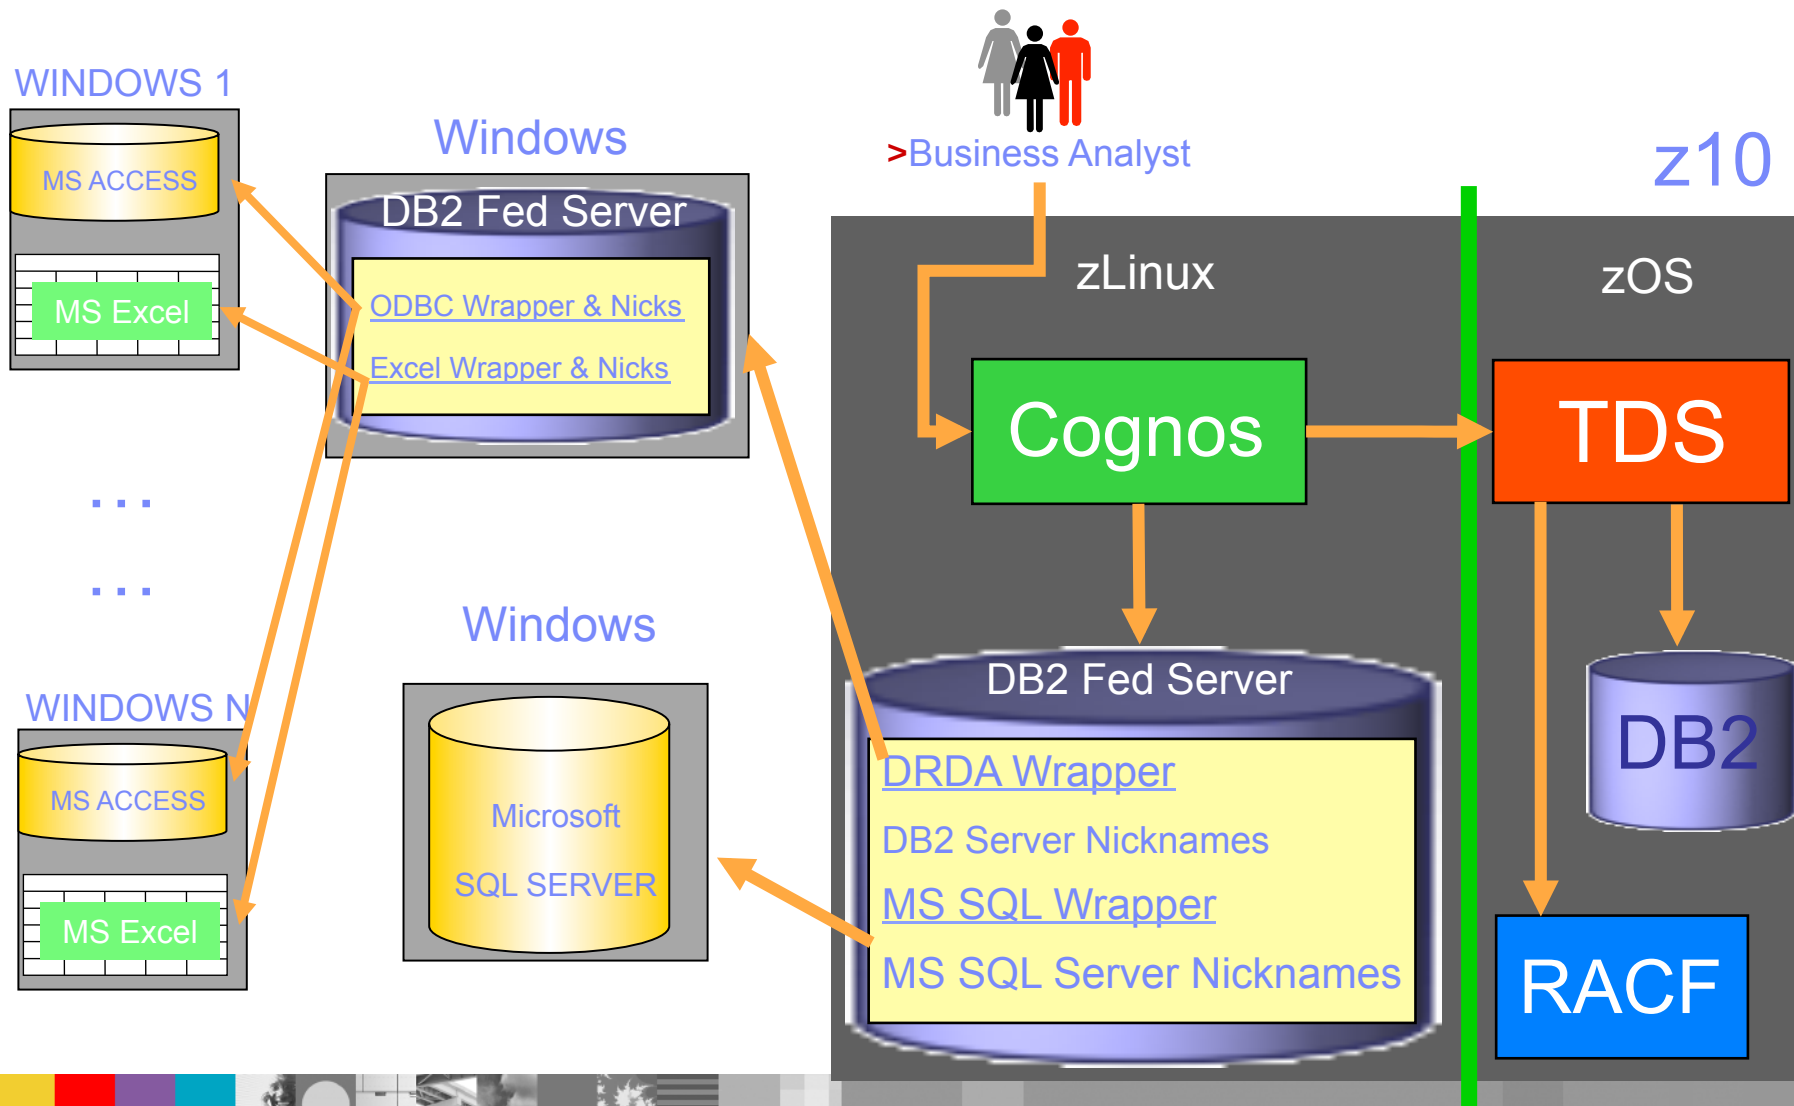 WINDOWS 1
MS ACCESS
MS Excel
...
...
WINDOWS N
MS ACCESS
MS Excel
Windows
DB2 Fed Server
ODBC Wrapper & Nicks
Excel Wrapper & Nicks
Windows
Microsoft
SQL SERVER
>Business Analyst
z10
zLinux
zOS
Cognos
TDS
DB2 Fed Server
DRDA Wrapper
DB2 Server Nicknames
MS SQL Wrapper
MS SQL Server Nicknames
DB2
RACF